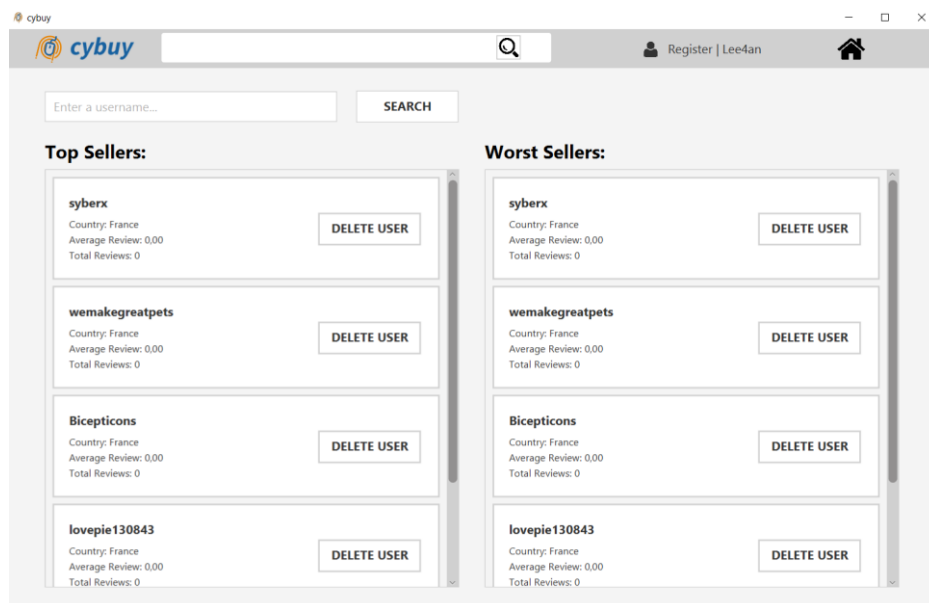 cybuy
cybuy
Register | Lee4an
Enter a username...
SEARCH
Top Sellers:
syberx
Country: France
Average Review: 0,00
Total Reviews: 0
DELETE USER
wemakegreatpets
Country: France
Average Review: 0,00
Total Reviews: 0
DELETE USER
Bicepticons
Country: France
Average Review: 0,00
Total Reviews: 0
DELETE USER
lovepie130843
Country: France
Average Review: 0,00
Total Reviews: 0
DELETE USER
Worst Sellers:
syberx
Country: France
Average Review: 0,00
Total Reviews: 0
DELETE USER
wemakegreatpets
Country: France
Average Review: 0,00
Total Reviews: 0
DELETE USER
Bicepticons
Country: France
Average Review: 0,00
Total Reviews: 0
DELETE USER
lovepie130843
Country: France
Average Review: 0,00
Total Reviews: 0
DELETE USER